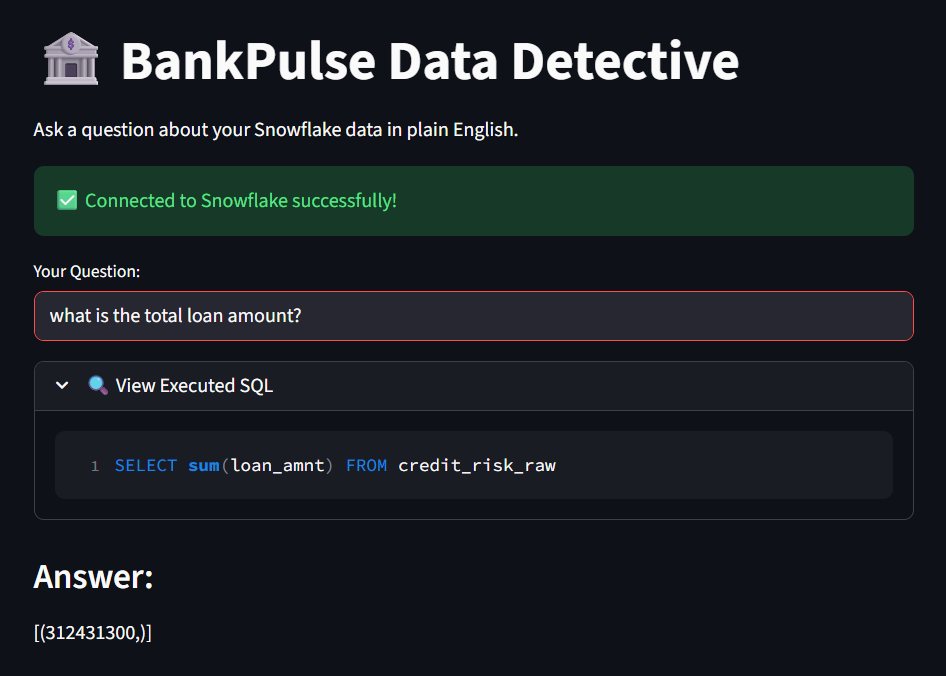 BankPulse Data Detective
Ask a question about your Snowflake data in plain English.
✅ Connected to Snowflake successfully!
Your Question:
what is the total loan amount?
🔍 View Executed SQL
1 SELECT sum(loan_amnt) FROM credit_risk_raw
Answer:
[(312431300,)]